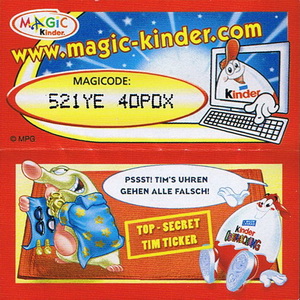 MAGIC
Kinder
www.magic-kinder.com
MAGICODE:
521YE 4OPOX
Kinder
© MPG
PSSST! TIM'S UHREN
GEHEN ALLE FALSCH!
TOP - SECRET
TIM TICKER
Kinder